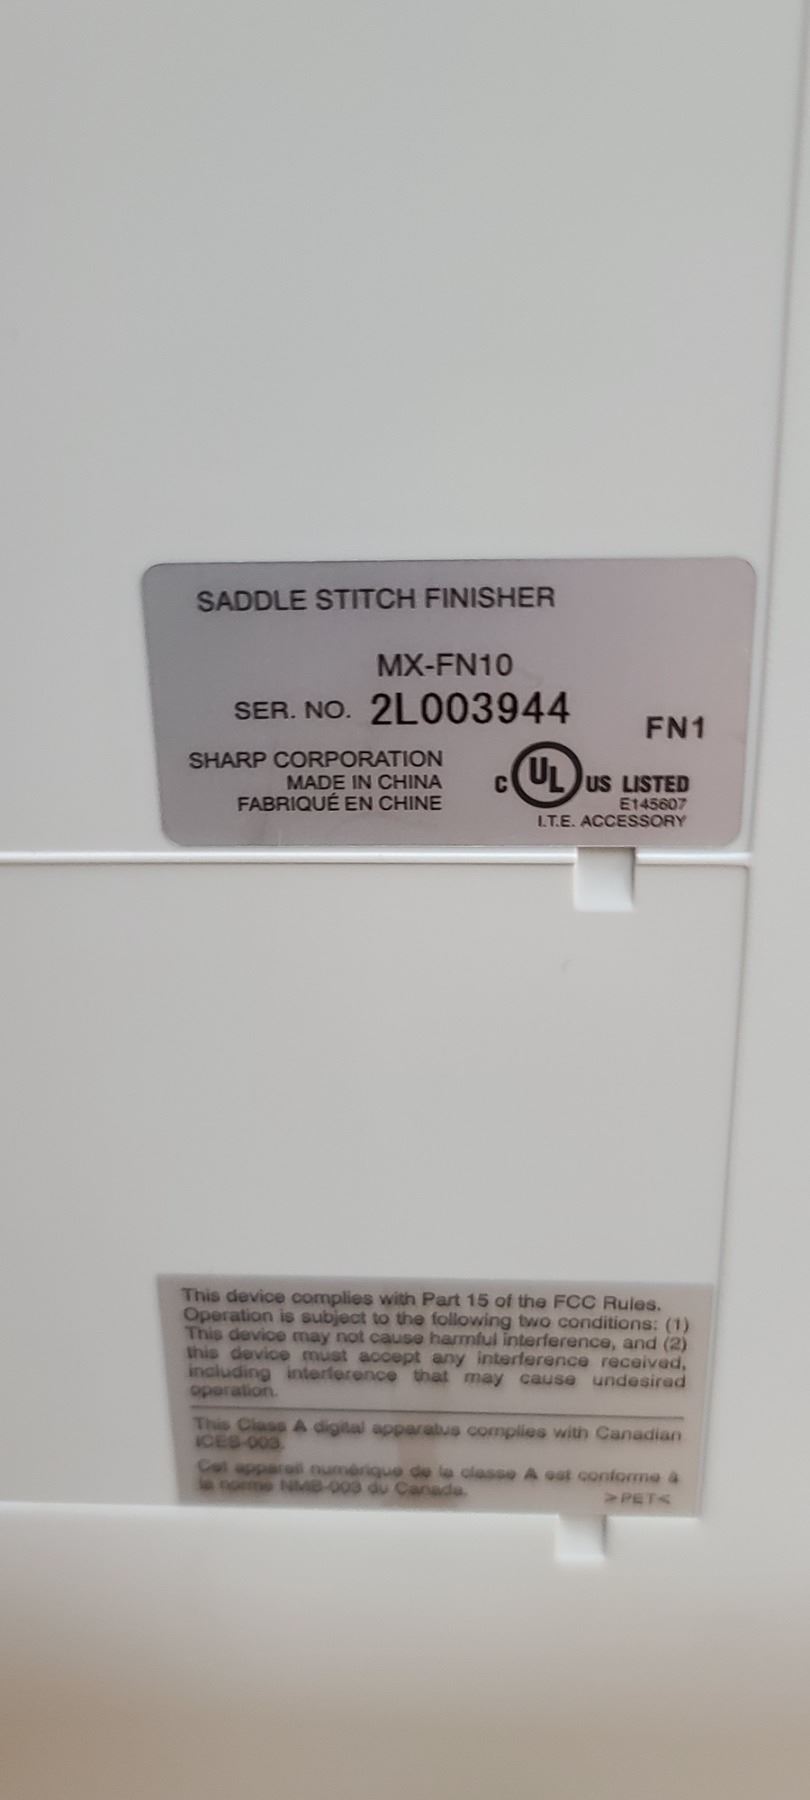 SADDLE STITCH FINISHER
MX-FN10
SER. NO. 2L003944
FN1
SHARP CORPORATION
MADE IN CHINA
FABRIQUÉ EN CHINE
C UL US LISTED
E145607
I.T.E. ACCESSORY
This device complies with Part 15 of the FCC Rules.
Operation is subject to the following two conditions: (1)
This device may not cause harmful interference, and (2)
this device must accept any interference received,
including interference that may cause undesired
operation.
This Class A digital apparatus complies with Canadian
ICES-003.
Cet appareil numérique de la classe A est conforme à
la norme NMB-003 du Canada.
>PET<